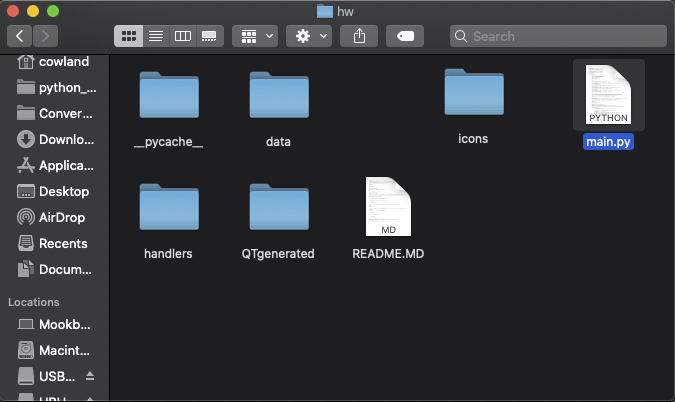 hw
Search
cowland
python_...
Conver...
Downlo...
Applica...
Desktop
AirDrop
Recents
Docum...
Locations
Mookb...
Macint...
USB...
__pycache__
data
icons
PYTHON
main.py
handlers
QTgenerated
MD
README.MD